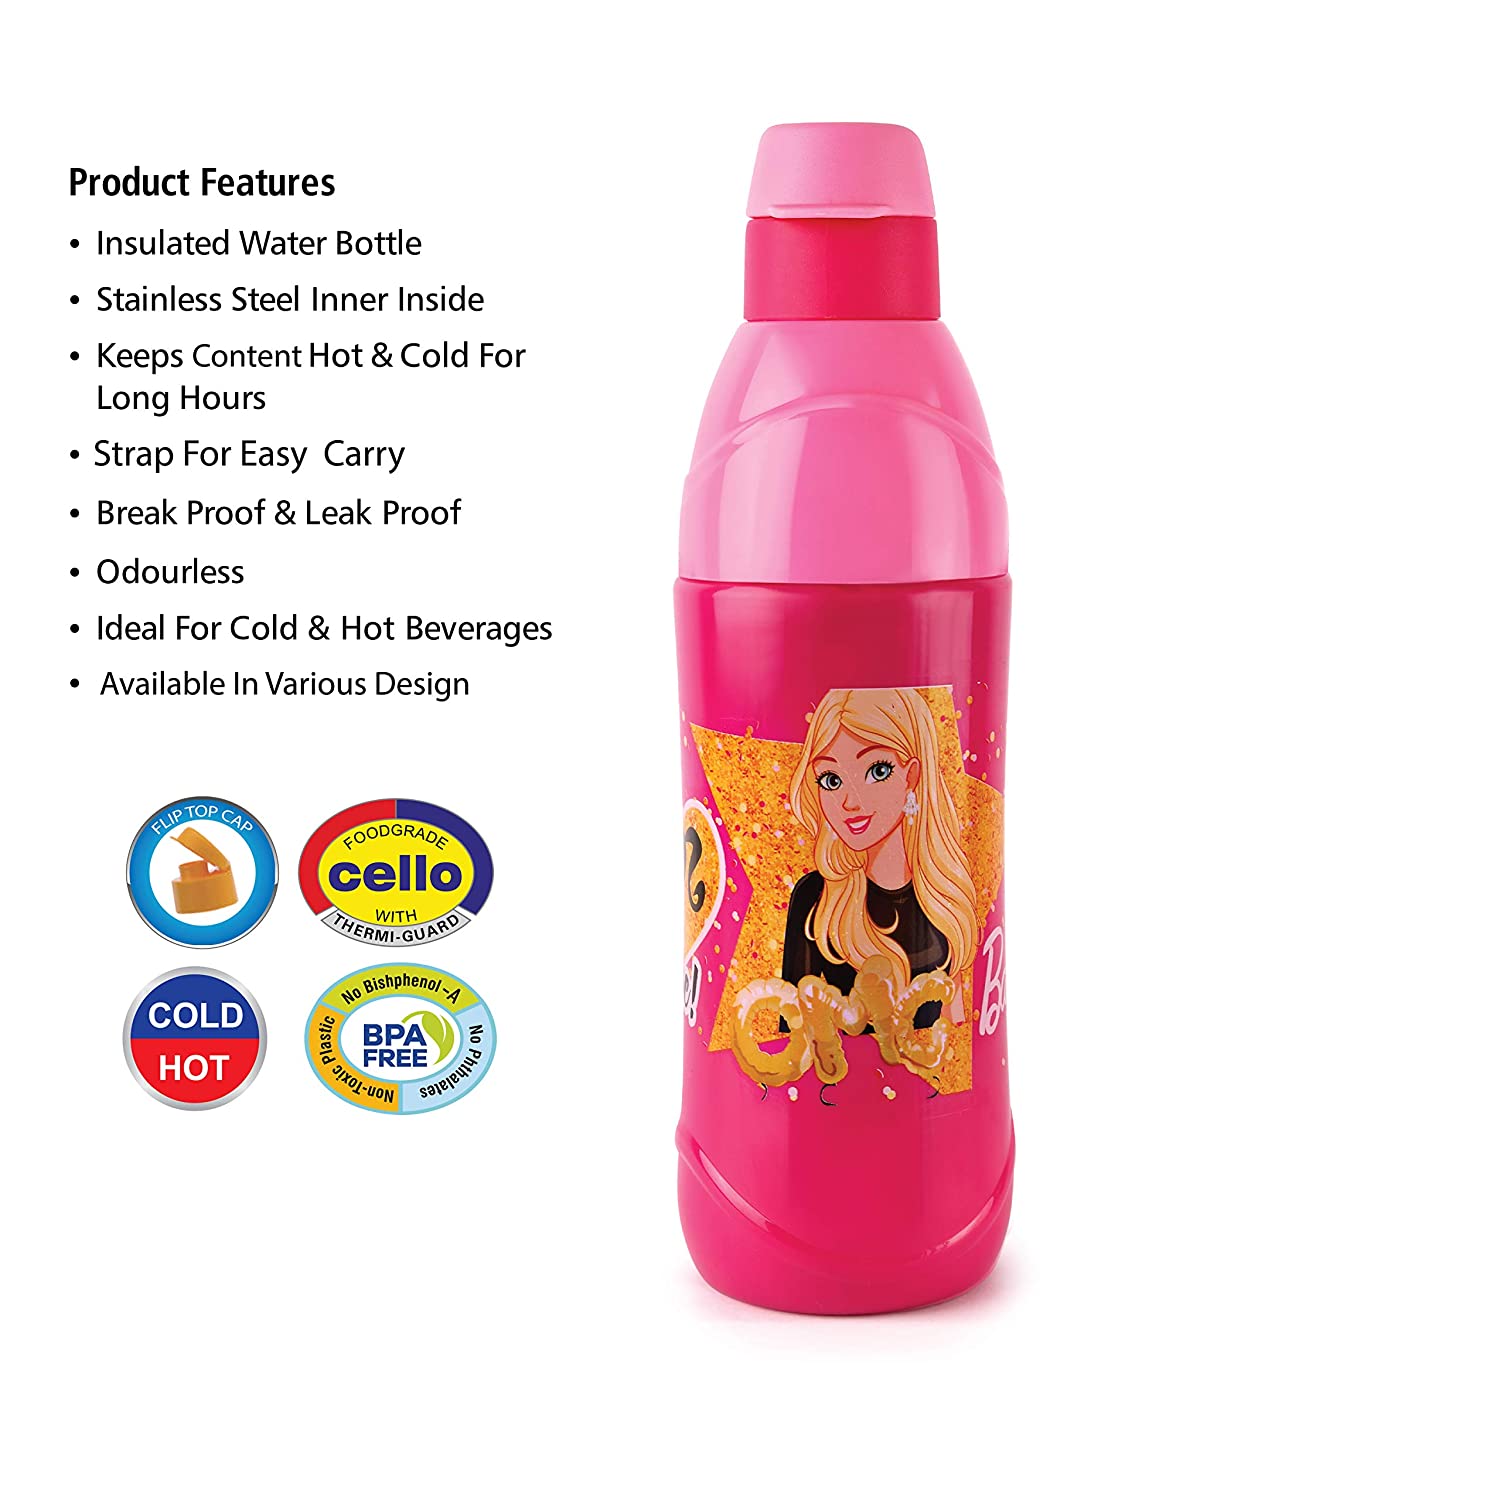 Product Features
• Insulated Water Bottle
• Stainless Steel Inner Inside
• Keeps Content Hot & Cold For
Long Hours
• Strap For Easy Carry
• Break Proof & Leak Proof
• Odourless
• Ideal For Cold & Hot Beverages
• Available In Various Design
FLIP TOP CAP
FOODGRADE
cello
WITH
THERMI-GUARD
COLD
HOT
No Bishphenol -A
BPA
FREE
Non-Toxic Plastic
No Phthalates
OMG